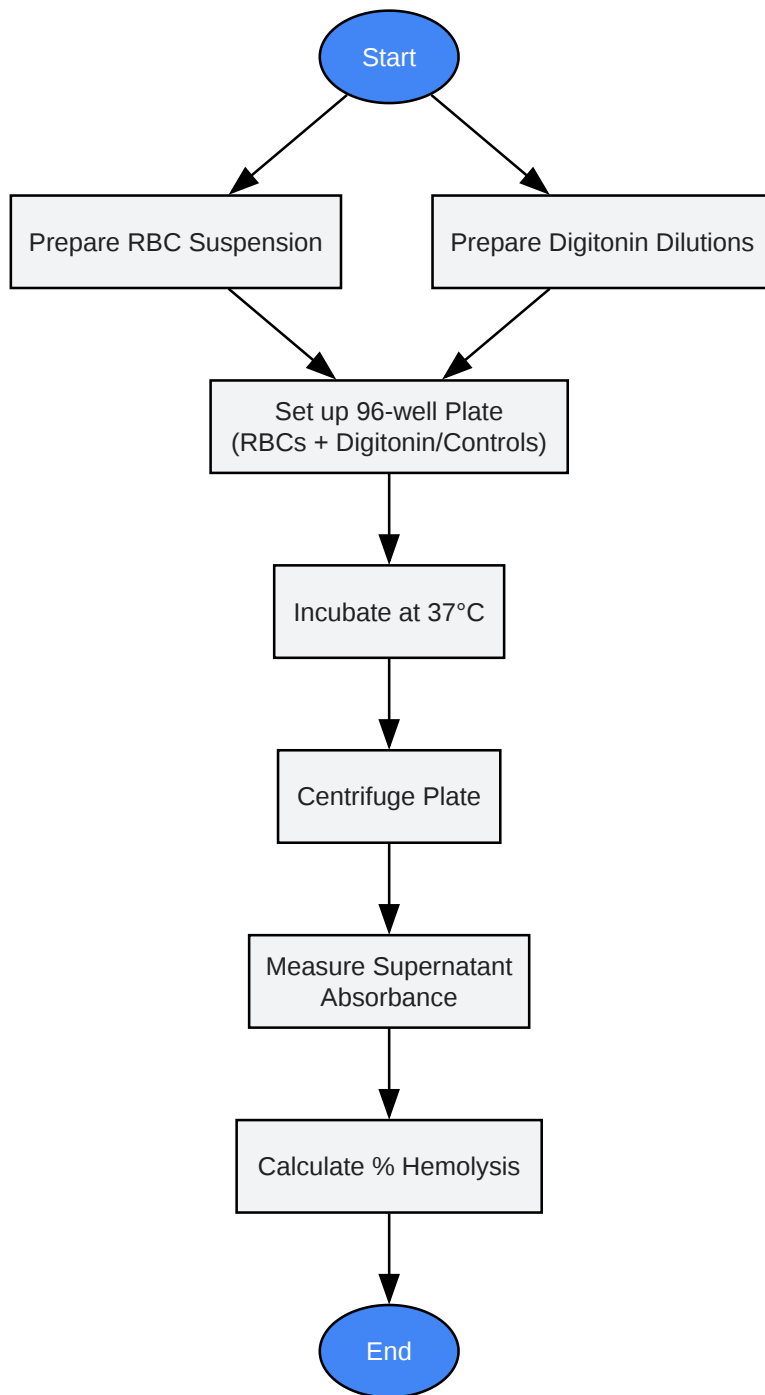 Start
Prepare RBC Suspension
Prepare Digitonin Dilutions
Set up 96-well Plate
(RBCs + Digitonin/Controls)
Incubate at 37°C
Centrifuge Plate
Measure Supernatant
Absorbance
Calculate % Hemolysis
End